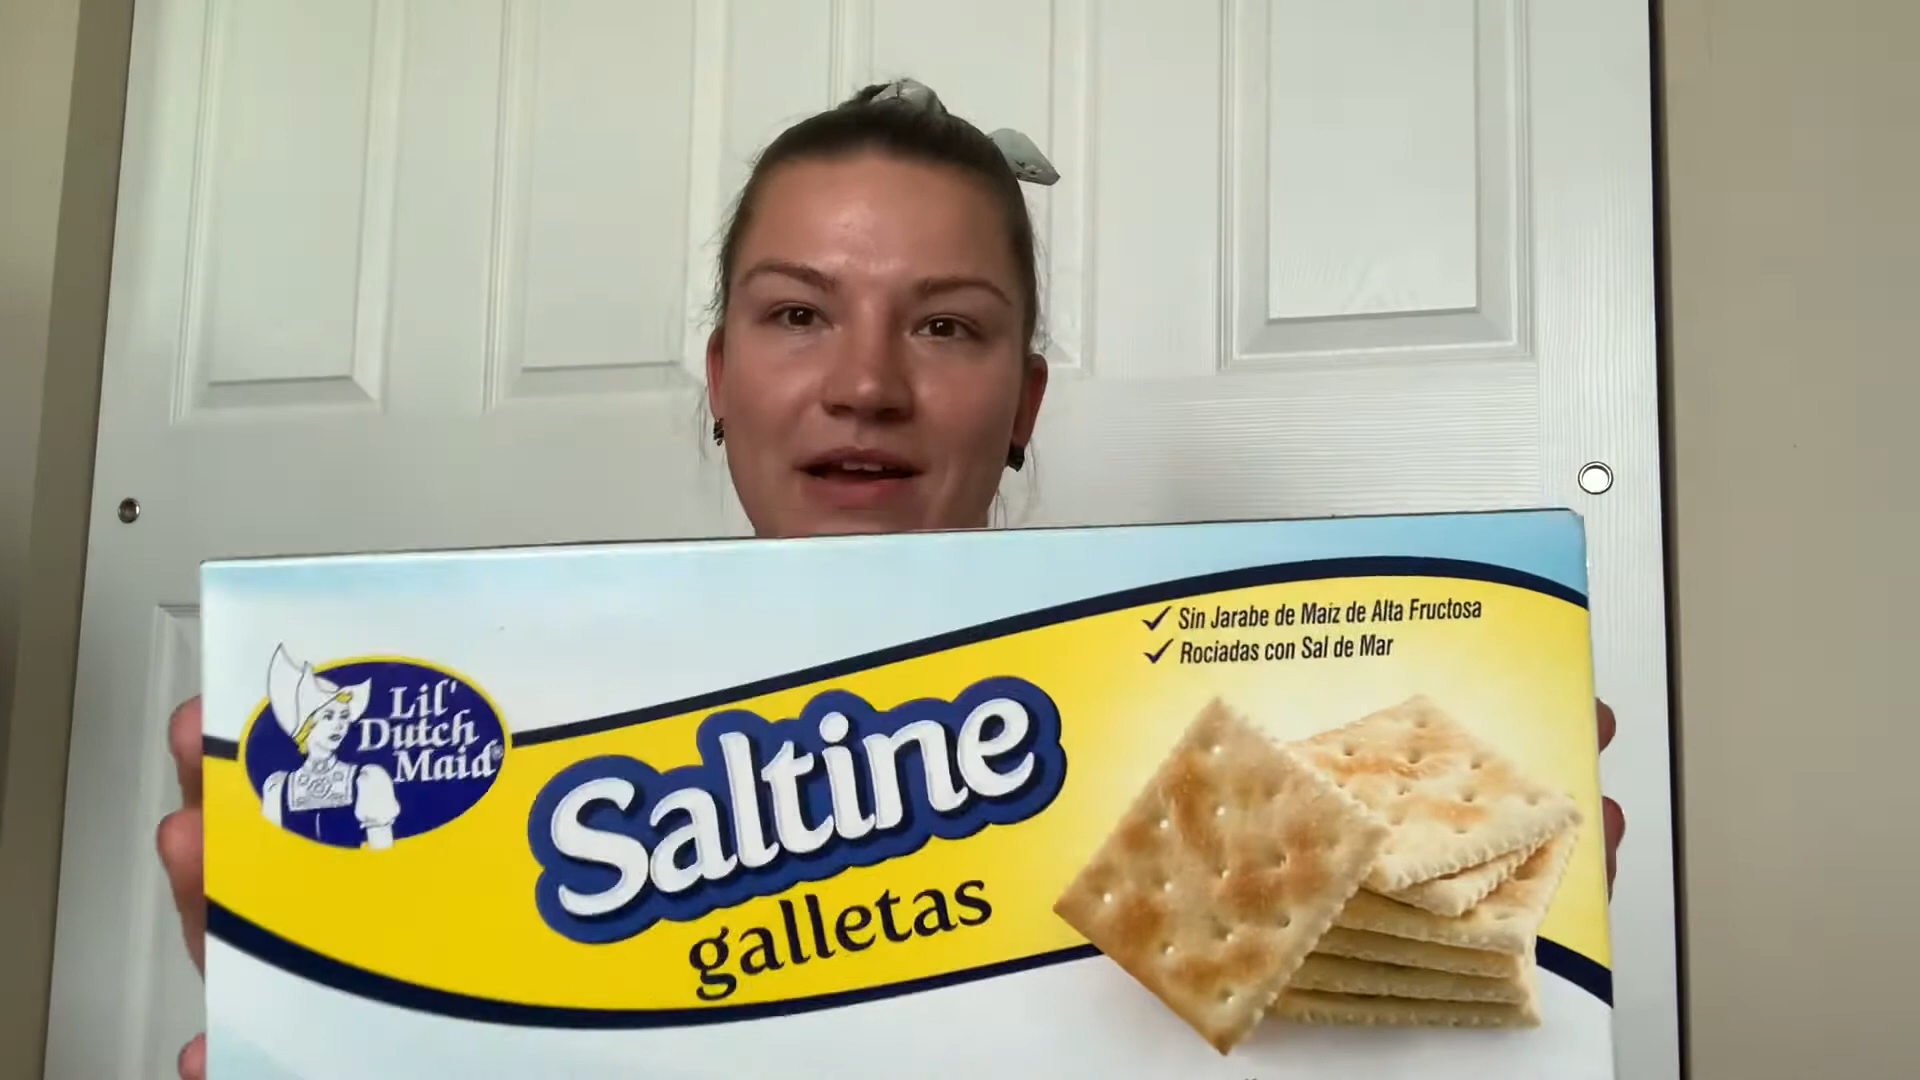 Sin Jarabe de Maiz de Alta Fructosa
Rociadas con Sal de Mar
Lil'
Dutch
Maid®
Saltine
galletas